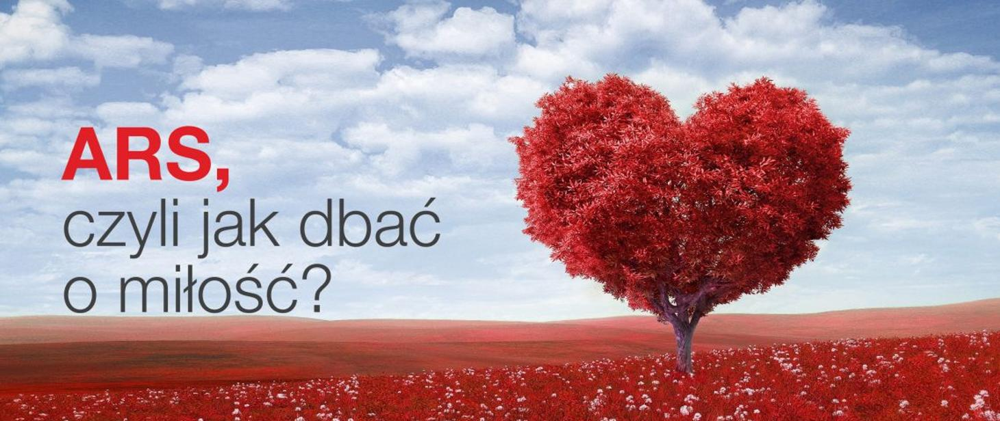 ARS,
czyli jak dbać
o miłość?